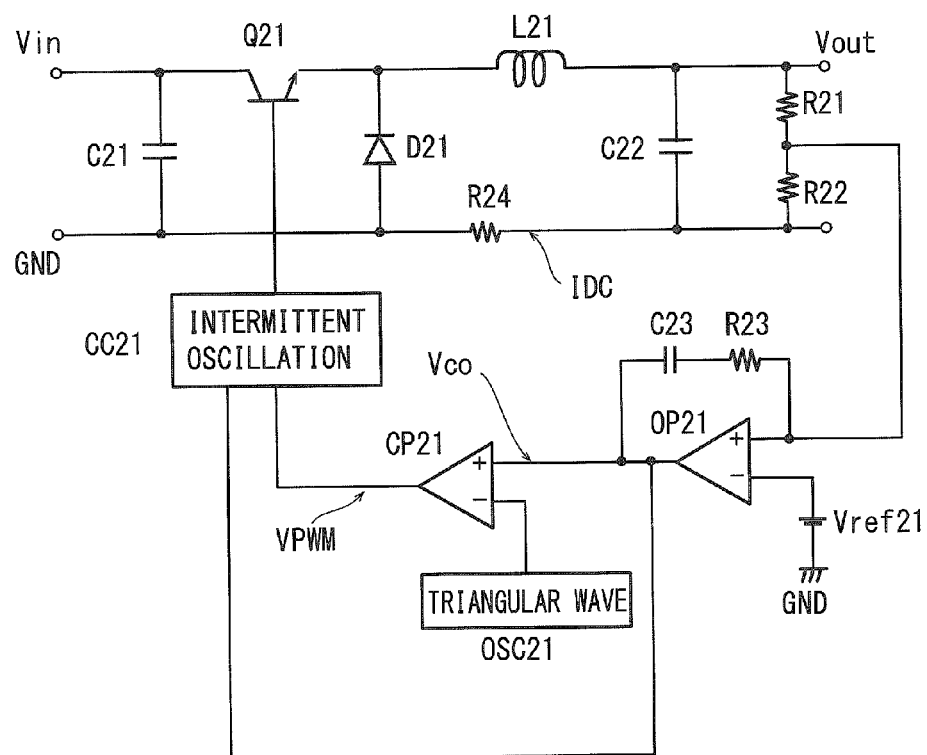 Vin
Q21
L21
Vout
C21
D21
C22
R21
R22
R24
GND
IDC
CC21
INTERMITTENT
OSCILLATION
C23
R23
Vco
CP21
OP21
+
−
+
−
VPWM
Vref21
TRIANGULAR WAVE
GND
OSC21